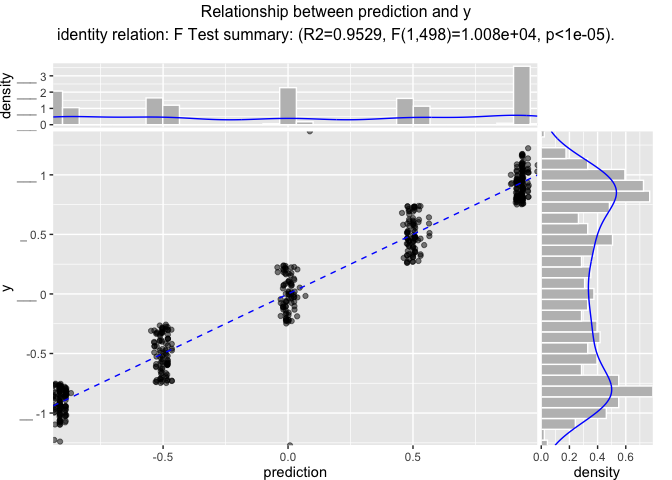 Relationship between prediction and y
identity relation: F Test summary: (R2=0.9529, F(1,498)=1.008e+04, p<1e-05).
density
3
2
1
0
y
1
0.5
0
-0.5
-1
-0.5
0.0
0.5
prediction
0.0 0.2 0.4 0.6
density